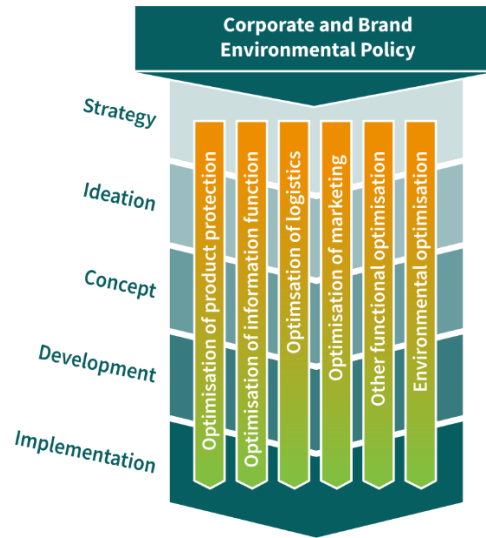 Corporate and Brand
Environmental Policy
Strategy
Ideation
Concept
Development
Implementation
Optimisation of product protection
Optimisation of information function
Optimsation of logistics
Optimisation of marketing
Other functional optimisation
Environmental optimisation